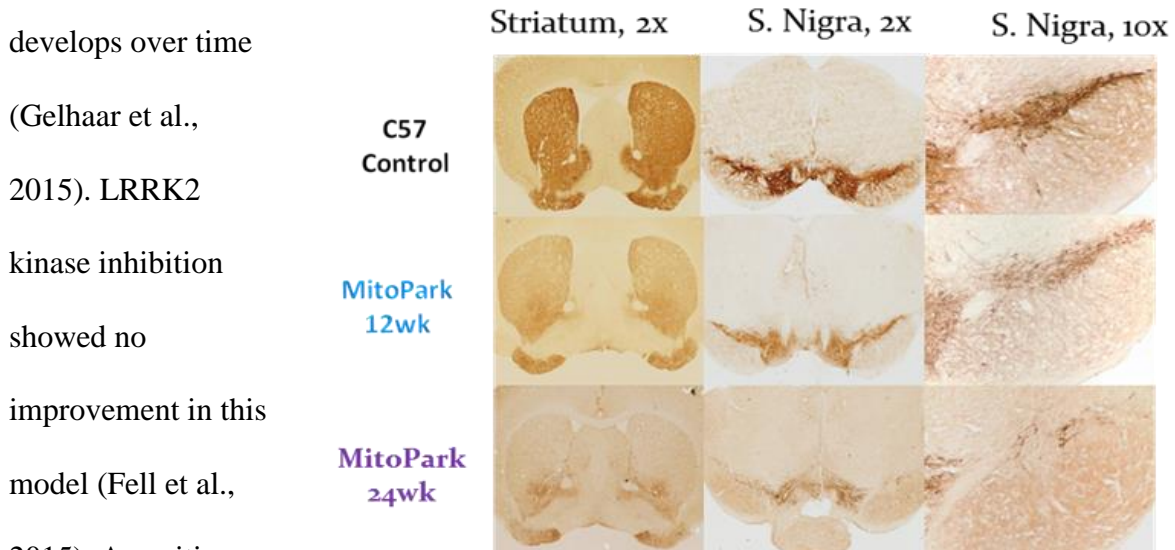 develops over time
(Gelhaar et al.,
2015). LRRK2
kinase inhibition
showed no
improvement in this
model (Fell et al.,
Striatum, 2x
S. Nigra, 2x
S. Nigra, 10x
C57
Control
MitoPark
12wk
MitoPark
24wk